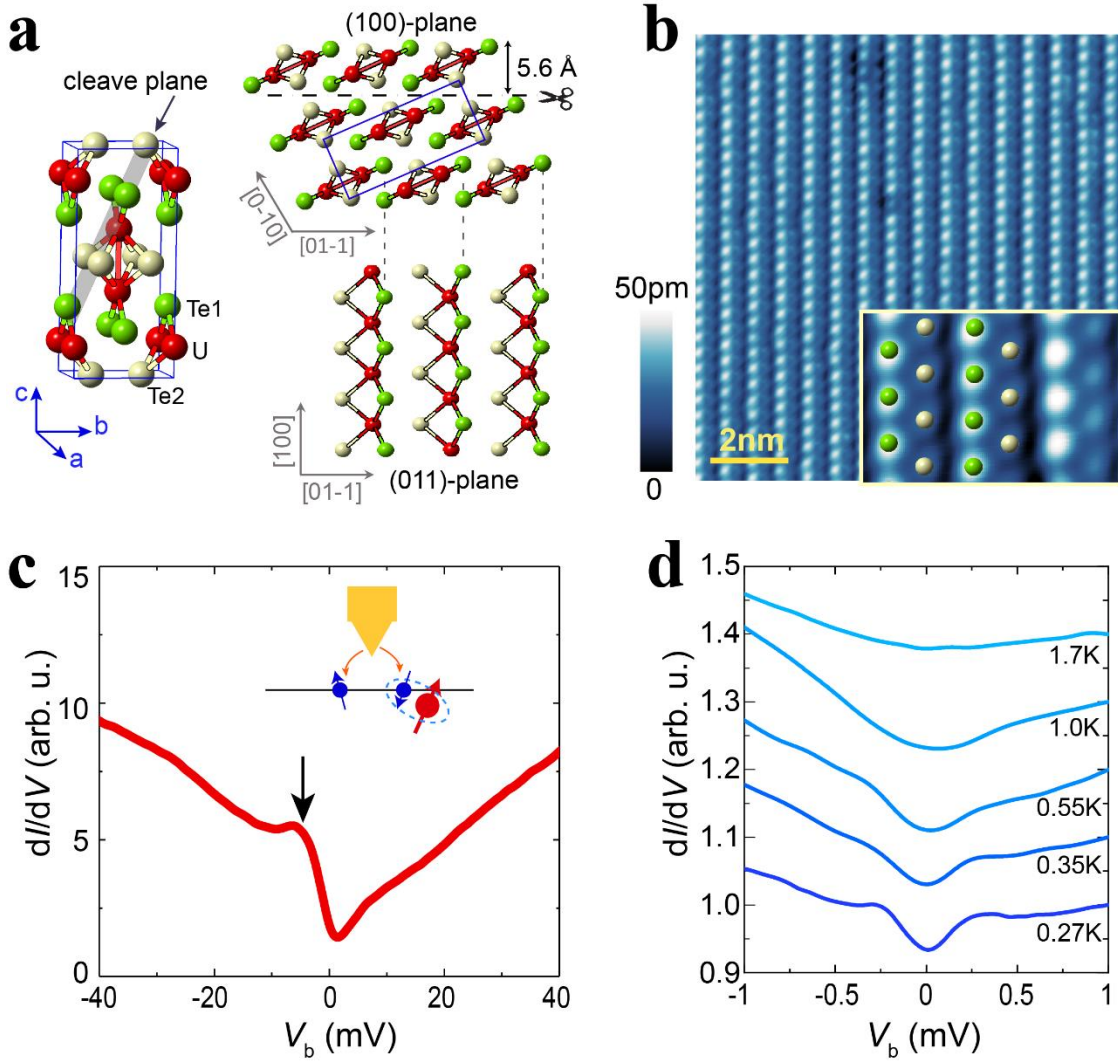 a
(100)-plane
cleave plane
5.6 Å
[0-10]
[01-1]
Te1
U
Te2
c
b
a
[100]
[01-1]
(011)-plane
b
50pm
0
2nm
c
15
10
5
0
dI/dV (arb. u.)
-40 -20 0 20 40
Vb (mV)
d
1.5
1.4
1.3
1.2
1.1
1.0
0.9
dI/dV (arb. u.)
1.7K
1.0K
0.55K
0.35K
0.27K
-1 -0.5 0 0.5 1
Vb (mV)